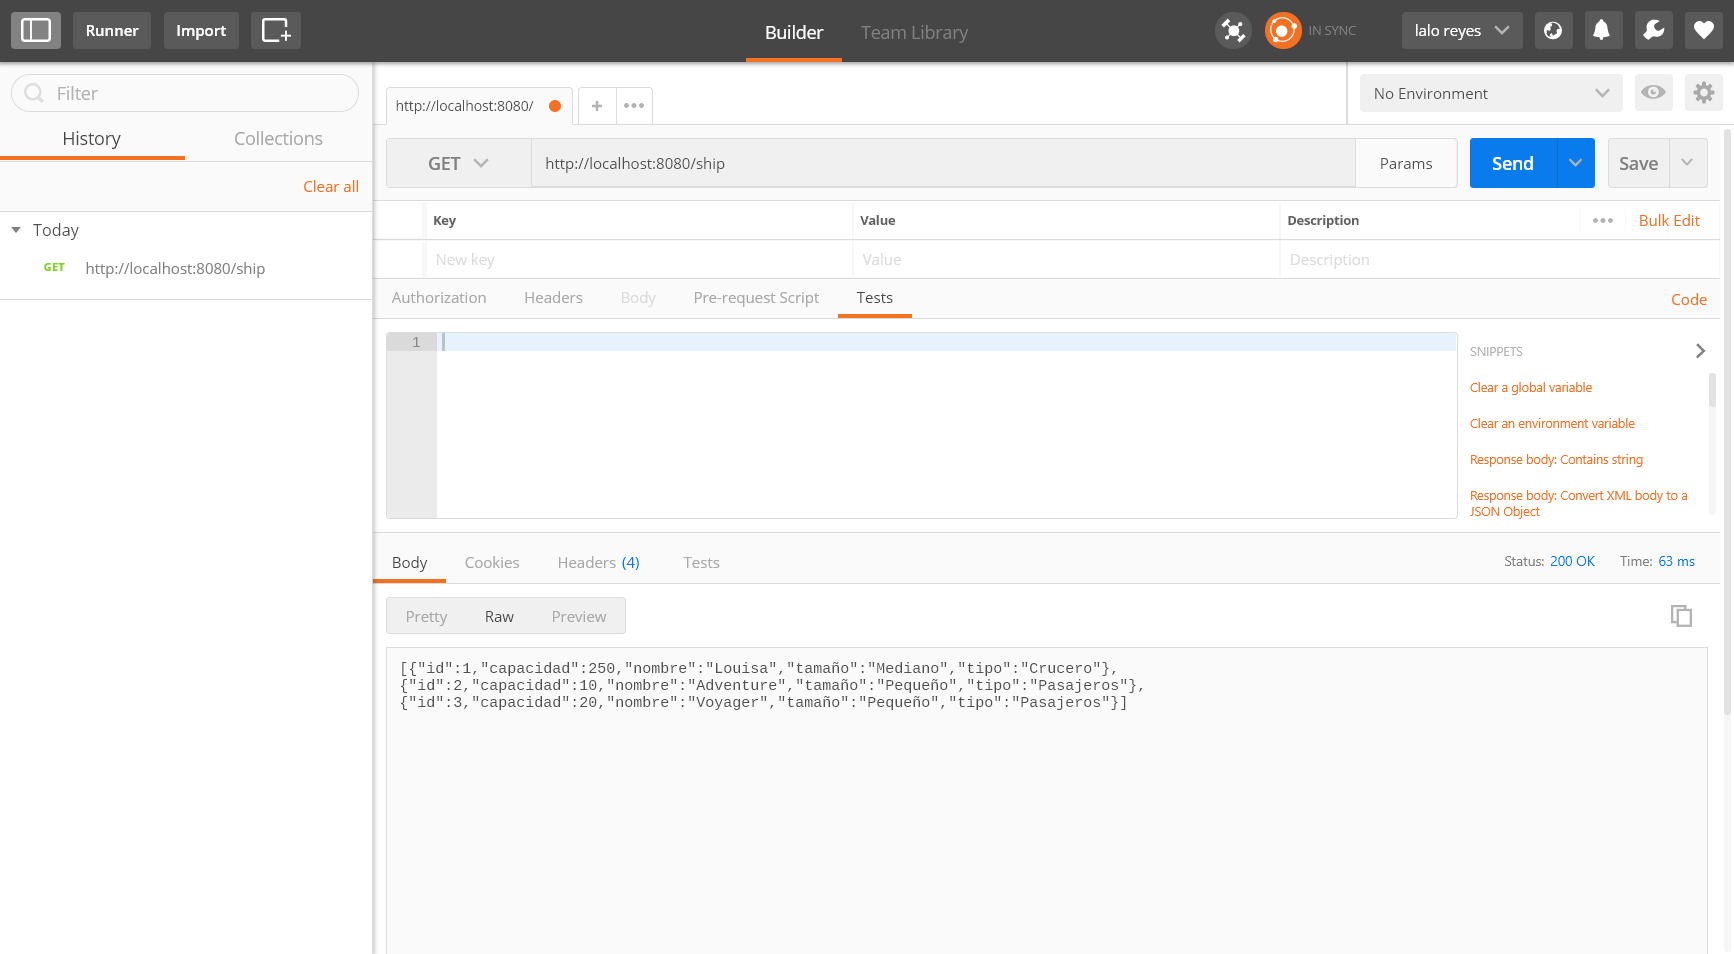 Runner
Import
Builder
Team Library
IN SYNC
lalo reyes
Filter
History
Collections
Clear all
Today
GET http://localhost:8080/ship
http://localhost:8080/
No Environment
GET
http://localhost:8080/ship
Params
Send
Save
Key
Value
Description
Bulk Edit
New key
Value
Description
Authorization
Headers
Body
Pre-request Script
Tests
Code
1
SNIPPETS
Clear a global variable
Clear an environment variable
Response body: Contains string
Response body: Convert XML body to a
JSON Object
Body
Cookies
Headers (4)
Tests
Status: 200 OK
Time: 63 ms
Pretty
Raw
Preview
[{"id":1,"capacidad":250,"nombre":"Louisa","tamaño":"Mediano","tipo":"Crucero"},
{"id":2,"capacidad":10,"nombre":"Adventure","tamaño":"Pequeño","tipo":"Pasajeros"},
{"id":3,"capacidad":20,"nombre":"Voyager","tamaño":"Pequeño","tipo":"Pasajeros"}]